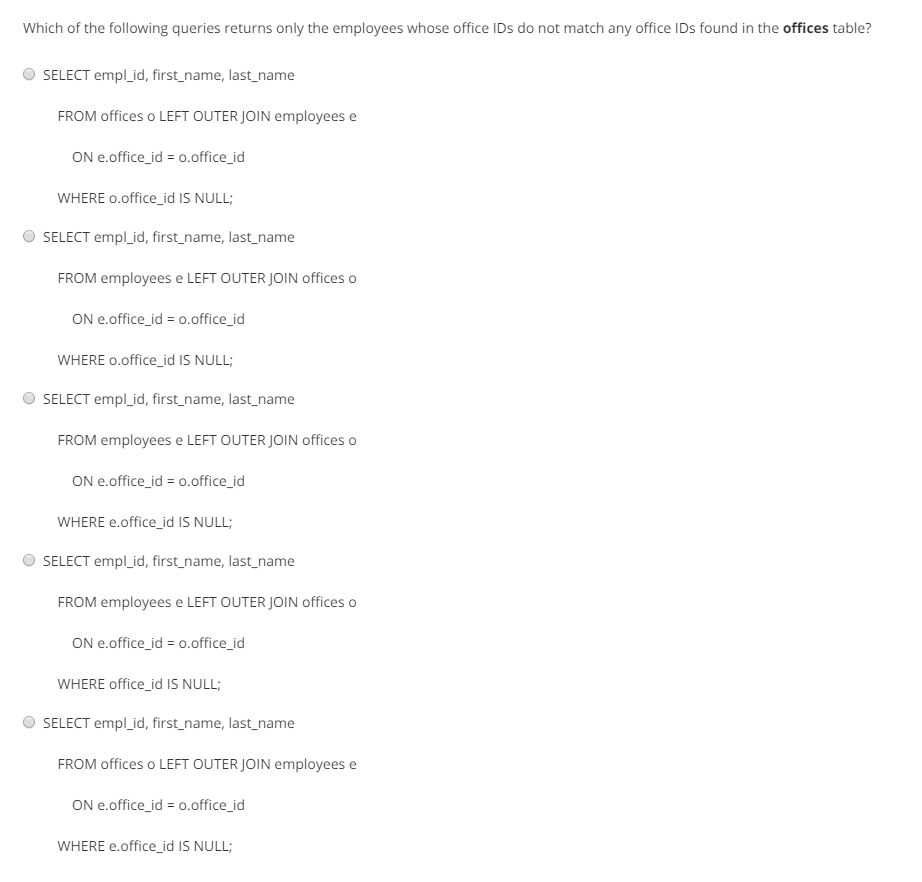 Which of the following queries returns only the employees whose office IDs do not match any office IDs found in the offices table?
SELECT empl_id, first_name, last_name
FROM offices o LEFT OUTER JOIN employees e
ON e.office_id = o.office_id
WHERE o.office_id IS NULL;
SELECT empl_id, first_name, last_name
FROM employees e LEFT OUTER JOIN offices o
ON e.office_id = o.office_id
WHERE o.office_id IS NULL;
SELECT empl_id, first_name, last_name
FROM employees e LEFT OUTER JOIN offices o
ON e.office_id = o.office_id
WHERE e.office_id IS NULL;
SELECT empl_id, first_name, last_name
FROM employees e LEFT OUTER JOIN offices o
ON e.office_id = o.office_id
WHERE office_id IS NULL;
SELECT empl_id, first_name, last_name
FROM offices o LEFT OUTER JOIN employees e
ON e.office_id = o.office_id
WHERE e.office_id IS NULL;